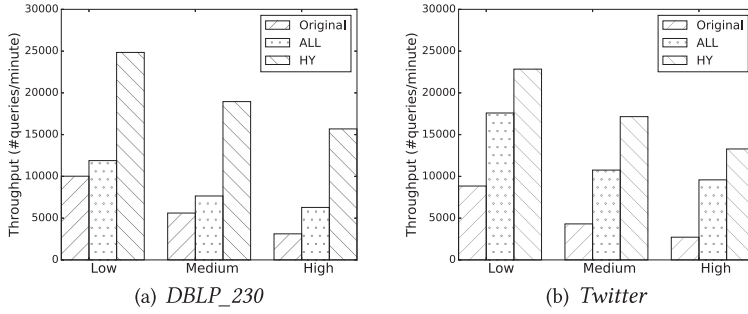 30000
25000
20000
15000
10000
5000
0
Throughput (#queries/minute)
Original
ALL
HY
Low
Medium
High
(a) DBLP_230
30000
25000
20000
15000
10000
5000
0
Throughput (#queries/minute)
Original
ALL
HY
Low
Medium
High
(b) Twitter